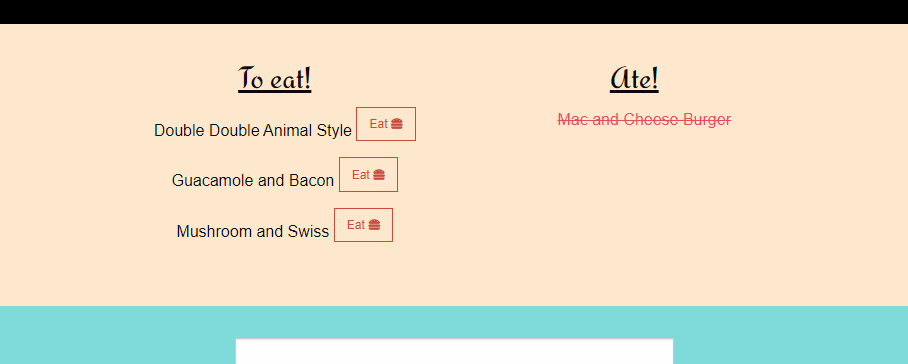 To eat!
Double Double Animal Style Eat
Guacamole and Bacon Eat
Mushroom and Swiss Eat
Ate!
Mac and Cheese Burger